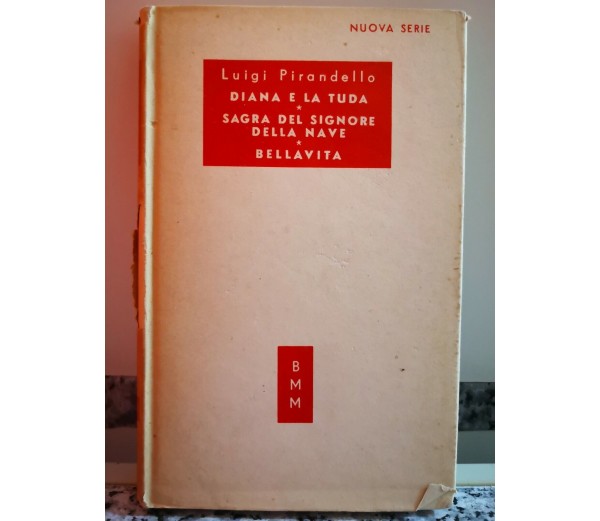 NUOVA SERIE
Luigi Pirandello
DIANA E LA TUDA
*
SAGRA DEL SIGNORE
DELLA NAVE
*
BELLAVITA
B
M
M